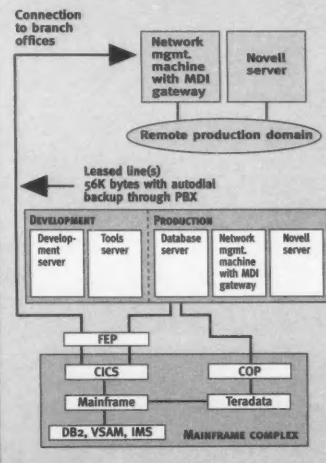 Connection
to branch
offices
Network
mgmt.
machine
with MDI
gateway
Novell
server
Remote production domain
Leased line(s)
56K bytes with autodial
backup through PBX
DEVELOPMENT
PRODUCTION
Develop-
ment
server
Tools
server
Database
server
Network
mgmt.
machine
with MDI
gateway
Novell
server
FEP
CICS
COP
Mainframe
Teradata
DB2, VSAM, IMS
MAINFRAME COMPLEX